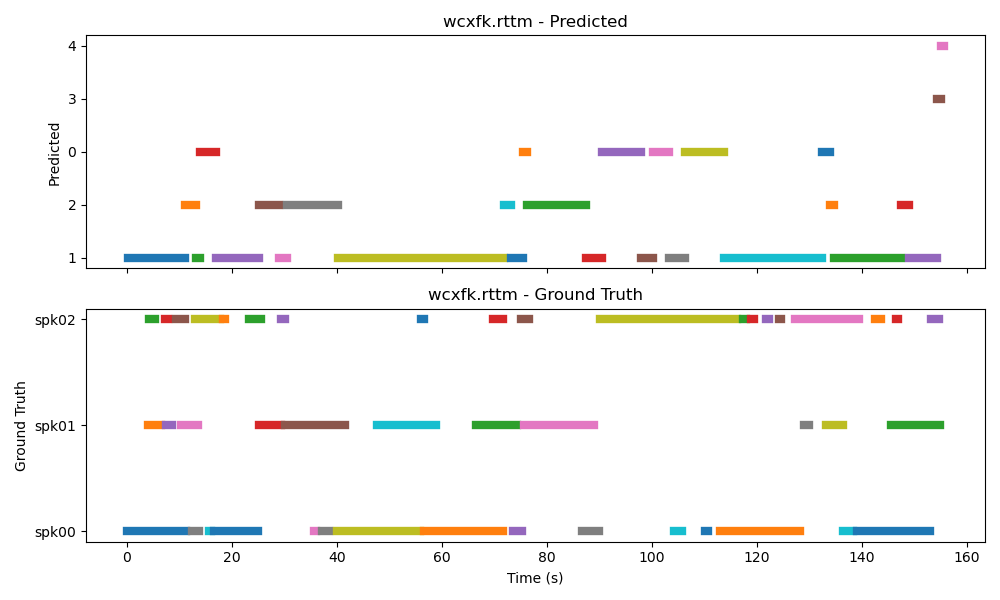 wcxfk.rttm - Predicted
4
3
0
2
1
Predicted
wcxfk.rttm - Ground Truth
spk02
spk01
spk00
Ground Truth
0 20 40 60 80 100 120 140 160
Time (s)